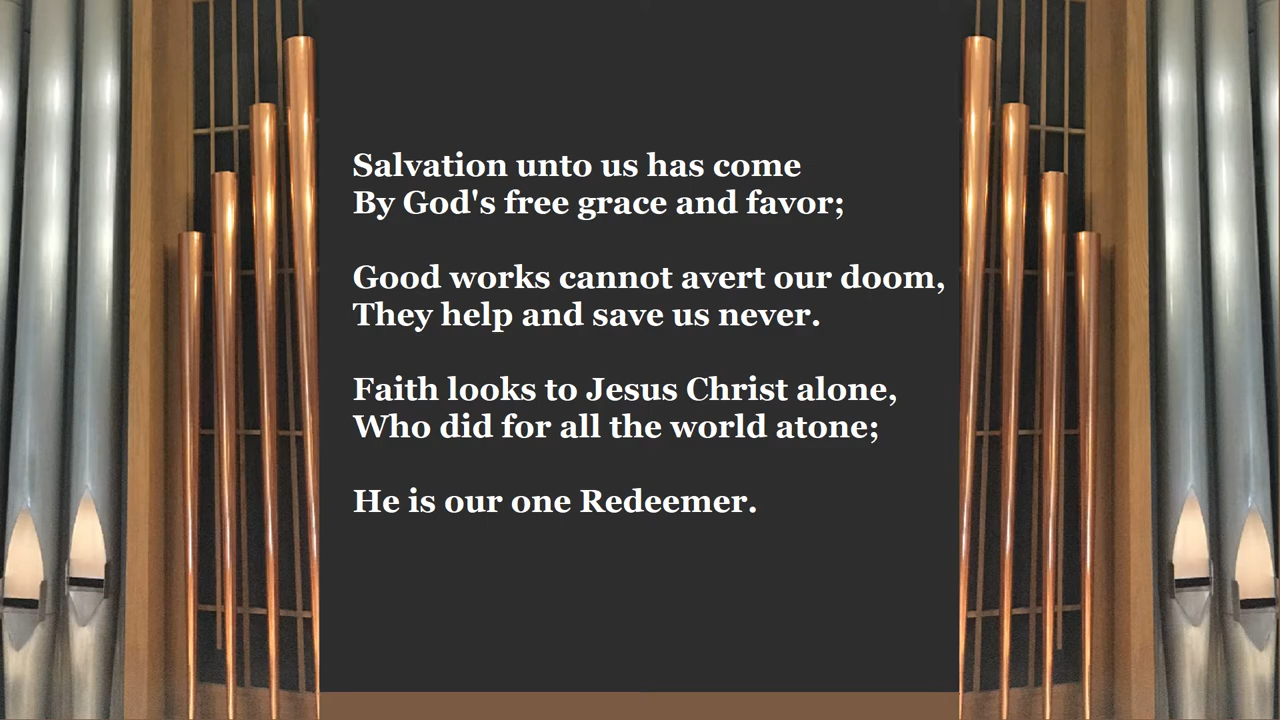 Salvation unto us has come
By God's free grace and favor;
Good works cannot avert our doom,
They help and save us never.
Faith looks to Jesus Christ alone,
Who did for all the world atone;
He is our one Redeemer.